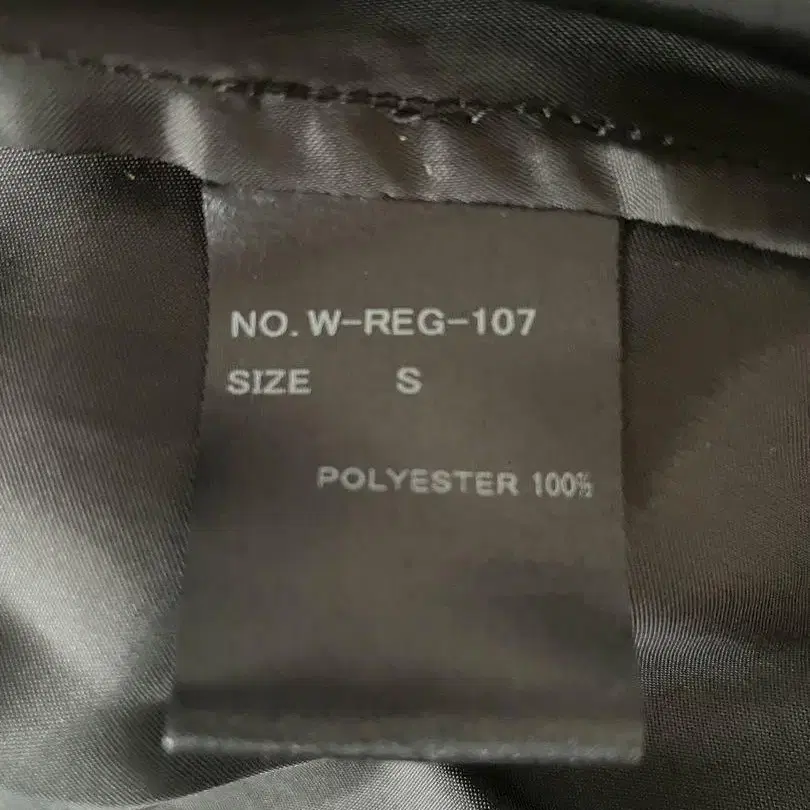 NO. W-REG-107
SIZE S
POLYESTER 100%